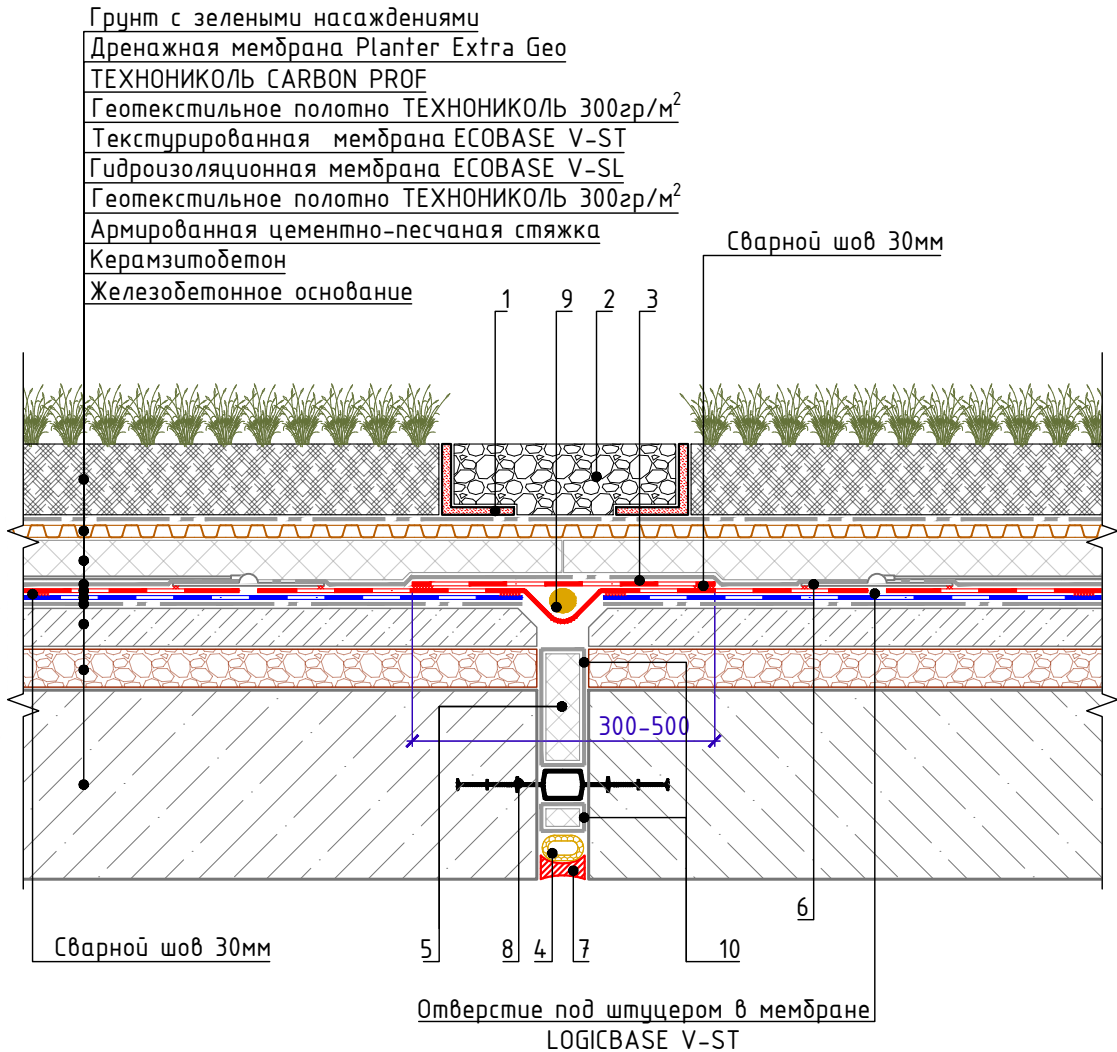 Грунт с зелеными насаждениями
Дренажная мембрана Planter Extra Geo
ТЕХНОНИКОЛЬ CARBON PROF
Геотекстильное полотно ТЕХНОНИКОЛЬ 300гр/м²
Текстурированная мембрана ECOBASE V-ST
Гидроизоляционная мембрана ECOBASE V-SL
Геотекстильное полотно ТЕХНОНИКОЛЬ 300гр/м²
Армированная цементно-песчаная стяжка
Керамзитобетон
Железобетонное основание
Сварной шов 30мм
1 9 2 3
300-500
6
Сварной шов 30мм
5 8 4 7 10
Отверстие под штуцером в мембране
LOGICBASE V-ST